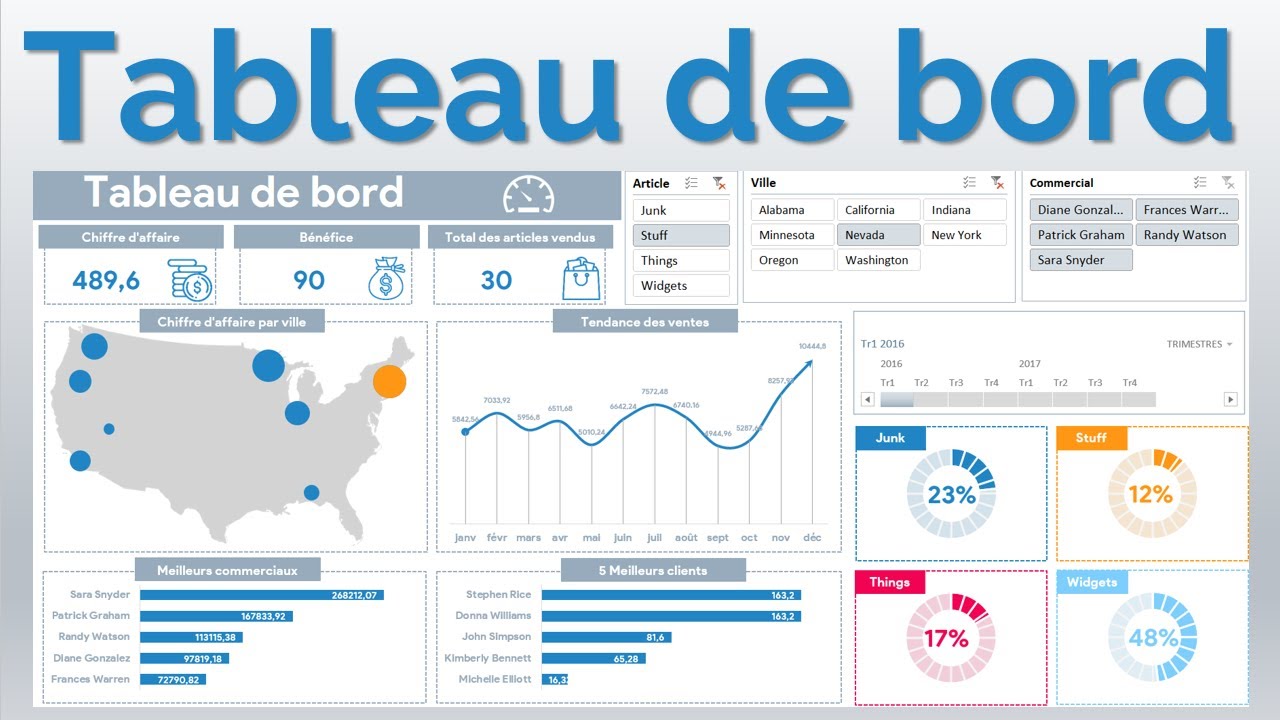 Tableau de bord
Tableau de bord
Chiffre d'affaire
Bénéfice
Total des articles vendus
489,6
90
30
Article
Junk
Stuff
Things
Widgets
Ville
Alabama
California
Indiana
Minnesota
Nevada
New York
Oregon
Washington
Commercial
Diane Gonzal...
Frances Warr...
Patrick Graham
Randy Watson
Sara Snyder
Chiffre d'affaire par ville
Tendance des ventes
5842,56
7033,92
5956,8
6511,68
5010,24
6642,24
7572,48
6740,16
4944,96
10444,8
janv févr mars avr mai juin juil août sept oct nov déc
Tr1 2016
TRIMESTRES
2016 2017
Tr1 Tr2 Tr3 Tr4 Tr1 Tr2 Tr3 Tr4
Junk
23%
Stuff
12%
Things
17%
Widgets
48%
Meilleurs commerciaux
Sara Snyder 268212,07
Patrick Graham 167833,92
Randy Watson 113115,38
Diane Gonzalez 97819,18
Frances Warren 72790,82
5 Meilleurs clients
Stephen Rice 163,2
Donna Williams 163,2
John Simpson 81,6
Kimberly Bennett 65,28
Michelle Elliott